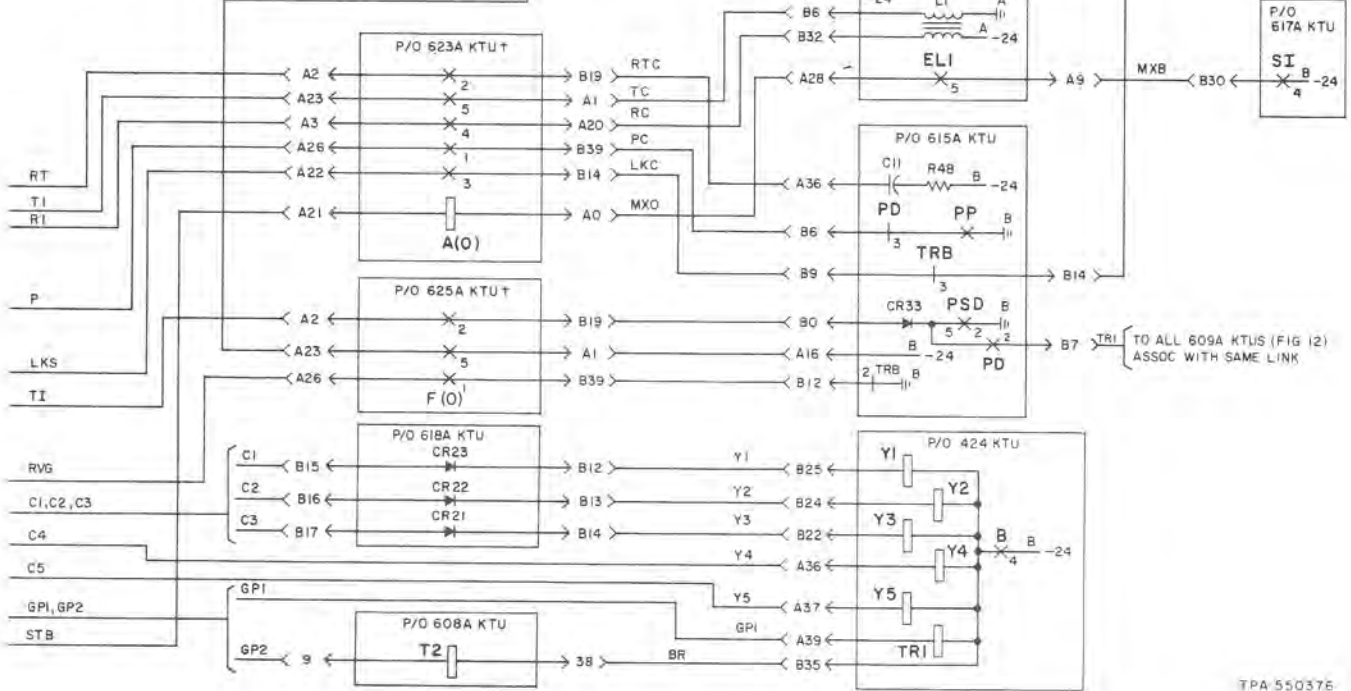 -24 L1 A
B6
B32 A -24
P/O
617A KTU
P/O 623A KTU†
A2 2 B19 RTC
A28 EL1 5 A9 MXB B30 SI 4 B -24
A23 5 A1 TC
A3 4 A20 RC
A26 1 B39 PC
A22 3 B14 LKC
RT
T1
R1
A21 A(0) A0 MXO
P/O 615A KTU
A36 C11 R48 B -24
B6 PD 3 PP B
B9 TRB 3 B14
P/O 625A KTU†
P
A2 2 B19
B0 CR33 PSD 5 2 B
PD 2 B7 TR1 TO ALL 609A KTUS (FIG 12)
ASSOC WITH SAME LINK
A23 5 A1
A16 B -24
LKS
A26 1 B39
B12 2 TRB B
TI
F(0)
P/O 618A KTU
P/O 424 KTU
RVG
C1 B15 CR23 B12 Y1 B25 Y1
C1,C2,C3
C2 B16 CR22 B13 Y2 B24 Y2
C3 B17 CR21 B14 Y3 B22 Y3
B 4 B -24
C4
Y4 A36 Y4
C5
Y5 A37 Y5
GP1,GP2
GP1 GP1 A39 TR1
P/O 608A KTU
STB
GP2 9 T2 38 BR B35
TPA 550376